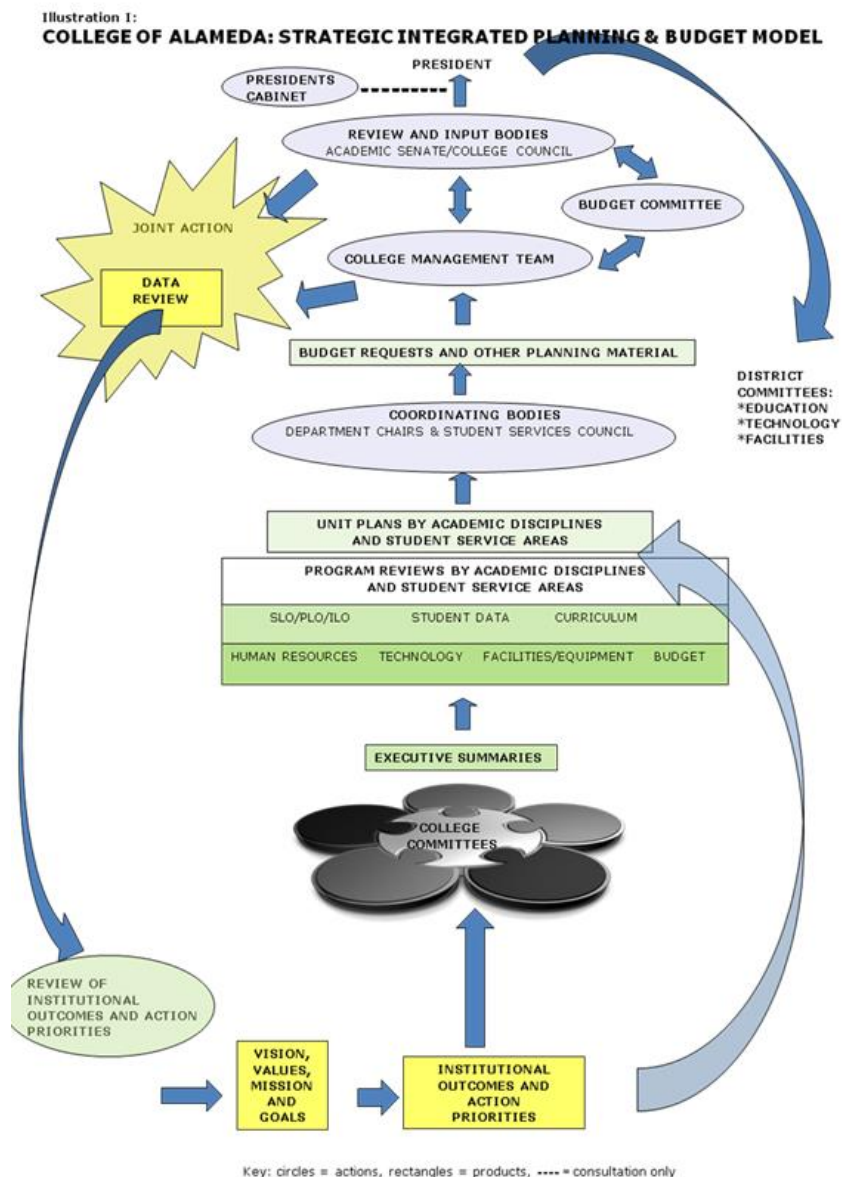 Illustration I:
COLLEGE OF ALAMEDA: STRATEGIC INTEGRATED PLANNING & BUDGET MODEL
PRESIDENT
PRESIDENTS
CABINET
REVIEW AND INPUT BODIES
ACADEMIC SENATE/COLLEGE COUNCIL
BUDGET COMMITTEE
JOINT ACTION
COLLEGE MANAGEMENT TEAM
DATA
REVIEW
BUDGET REQUESTS AND OTHER PLANNING MATERIAL
DISTRICT
COMMITTEES:
*EDUCATION
*TECHNOLOGY
*FACILITIES
COORDINATING BODIES
DEPARTMENT CHAIRS & STUDENT SERVICES COUNCIL
UNIT PLANS BY ACADEMIC DISCIPLINES
AND STUDENT SERVICE AREAS
PROGRAM REVIEWS BY ACADEMIC DISCIPLINES
AND STUDENT SERVICE AREAS
SLO/PLO/ILO STUDENT DATA CURRICULUM
HUMAN RESOURCES TECHNOLOGY FACILITIES/EQUIPMENT BUDGET
EXECUTIVE SUMMARIES
COLLEGE
COMMITTEES
REVIEW OF
INSTITUTIONAL
OUTCOMES AND ACTION
PRIORITIES
VISION,
VALUES,
MISSION
AND
GOALS
INSTITUTIONAL
OUTCOMES AND
ACTION
PRIORITIES
Key: circles = actions, rectangles = products, ---- = consultation only